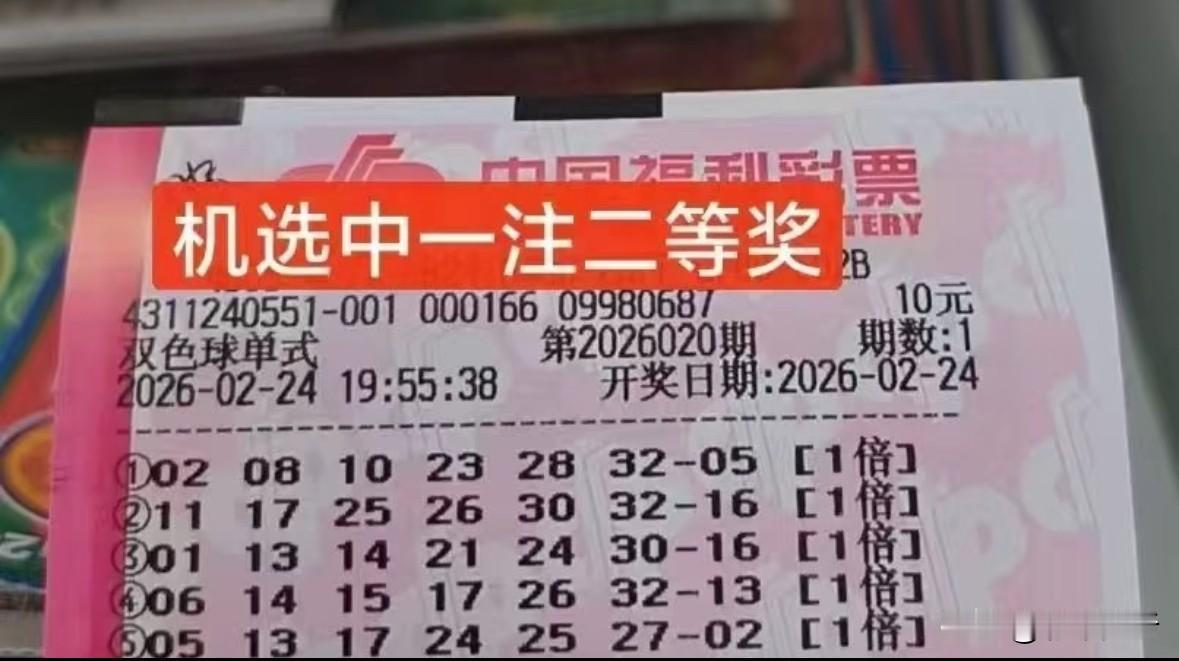 中国福利彩票
TERY
机选中一注二等奖
2B
4311240551-001 000166 09980687 10元
双色球单式 第2026020期 期数:1
2026-02-24 19:55:38 开奖日期:2026-02-24
①02 08 10 23 28 32-05 [1倍]
②11 17 25 26 30 32-16 [1倍]
③01 13 14 21 24 30-16 [1倍]
④06 14 15 17 26 32-13 [1倍]
⑤05 13 17 24 25 27-02 [1倍]